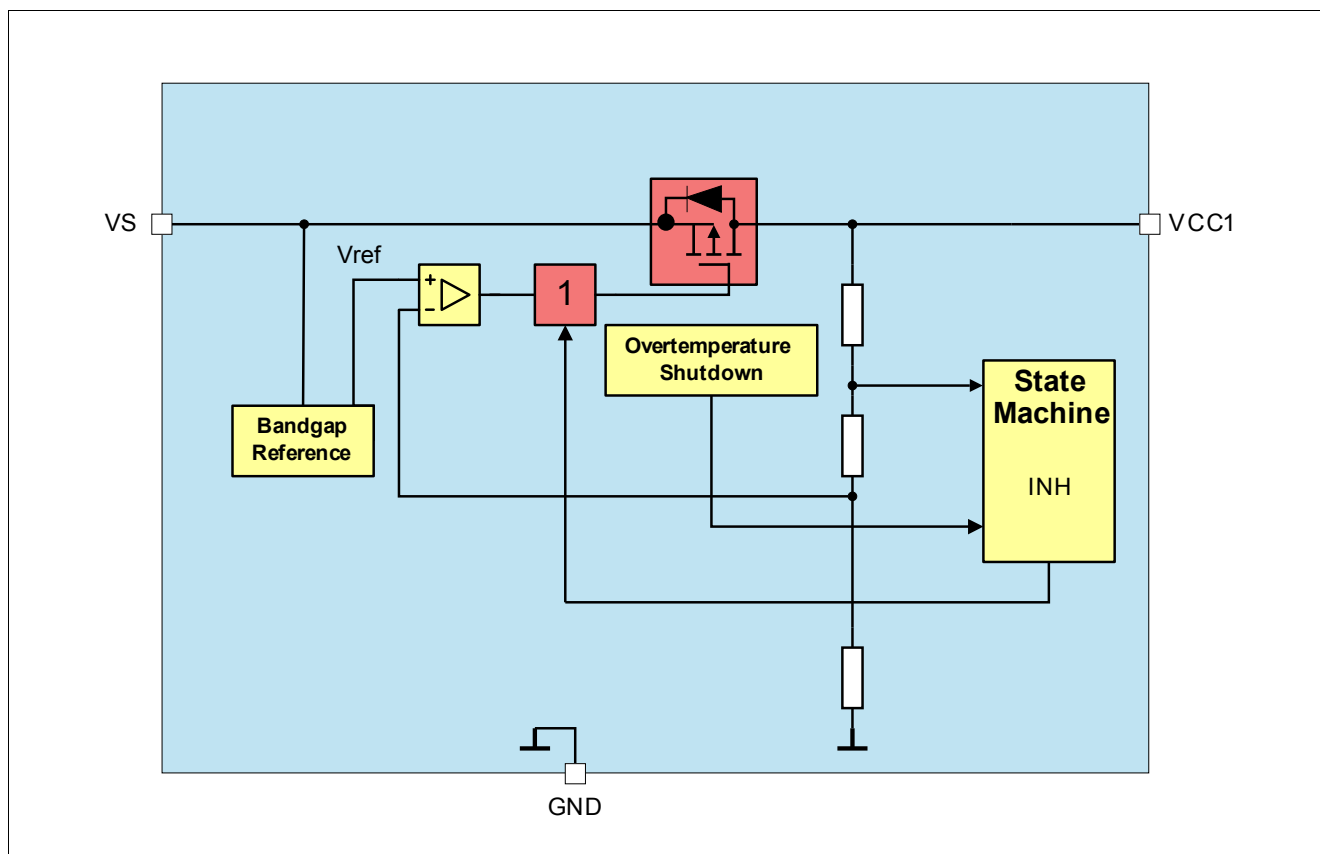 VS
VCC1
Vref
+
-
1
Overtemperature
Shutdown
State
Machine
INH
Bandgap
Reference
GND